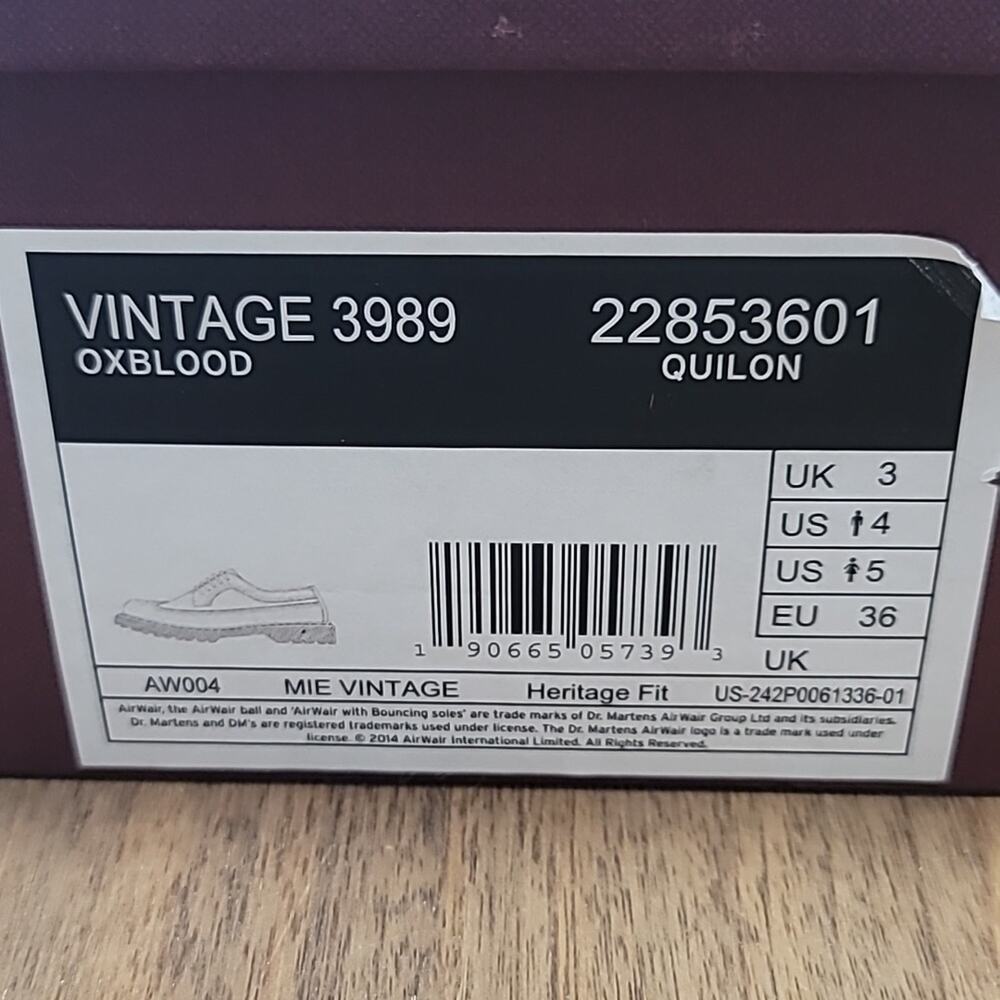 VINTAGE 3989
OXBLOOD
22853601
QUILON
UK 3
US 4
US 5
EU 36
UK
1 90665 05739 3
AW004 MIE VINTAGE Heritage Fit US-242P0061336-01
AirWair, the AirWair ball and 'AirWair with Bouncing soles' are trade marks of Dr. Martens AirWair Group Ltd and its subsidiaries.
Dr. Martens and DM's are registered trademarks used under license. The Dr. Martens AirWair logo is a trade mark used under
license. © 2014 AirWair International Limited. All Rights Reserved.